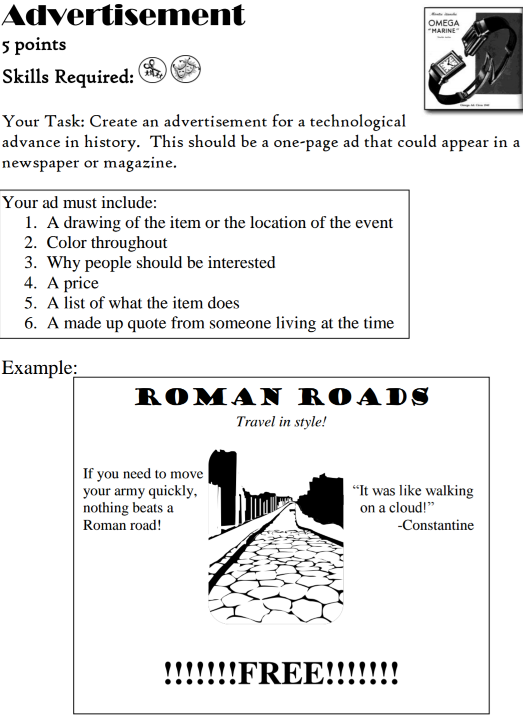 Advertisement
5 points
Skills Required:
OMEGA
"MARINE"
Your Task: Create an advertisement for a technological
advance in history.  This should be a one-page ad that could appear in a
newspaper or magazine.
Your ad must include:
1. A drawing of the item or the location of the event
2. Color throughout
3. Why people should be interested
4. A price
5. A list of what the item does
6. A made up quote from someone living at the time
Example:
ROMAN ROADS
Travel in style!
If you need to move
your army quickly,
nothing beats a
Roman road!
“It was like walking
on a cloud!”
-Constantine
!!!!!!!FREE!!!!!!!